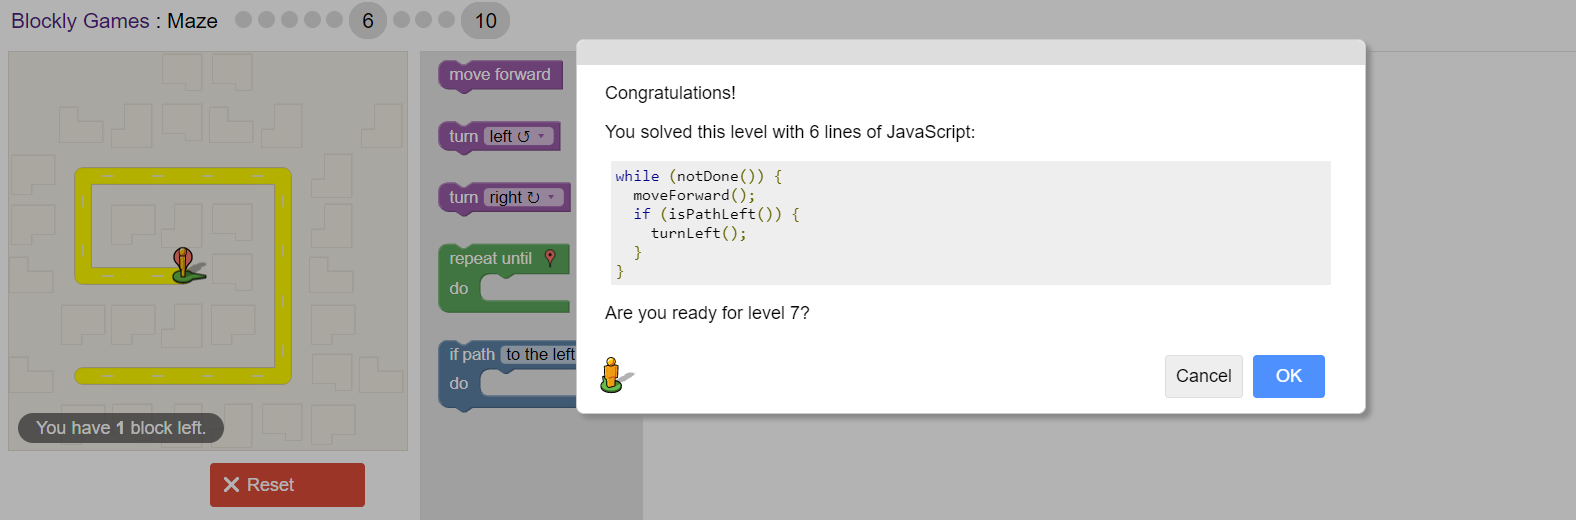 Blockly Games : Maze 6 10
move forward
turn left ↺
turn right ↻
repeat until
do
if path to the left
do
You have 1 block left.
Reset
Congratulations!
You solved this level with 6 lines of JavaScript:
while (notDone()) {
  moveForward();
  if (isPathLeft()) {
    turnLeft();
  }
}
Are you ready for level 7?
Cancel OK